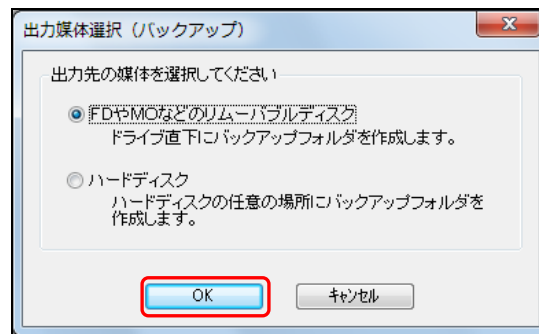 出力媒体選択（バックアップ）
出力先の媒体を選択してください
FDやMOなどのリムーバブルディスク
ドライブ直下にバックアップフォルダを作成します。
ハードディスク
ハードディスクの任意の場所にバックアップフォルダを
作成します。
OK
キャンセル